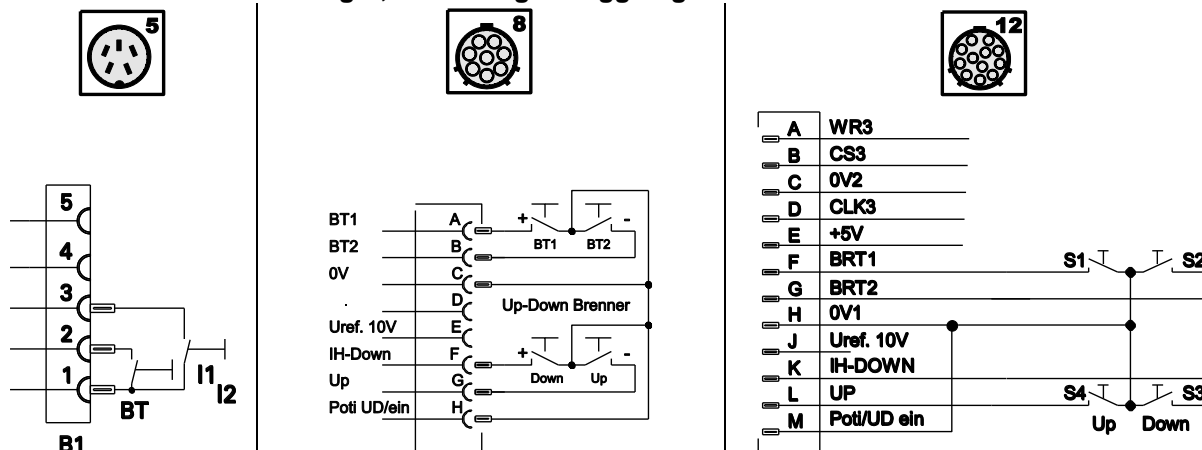 5
5
4
3
2
1
BT
I1
I2
B1
8
BT1
BT2
0V
Uref. 10V
IH-Down
Up
Poti UD/ein
A
B
C
D
E
F
G
H
+
-
BT1
BT2
Up-Down Brenner
+
-
Down
Up
12
A WR3
B CS3
C 0V2
D CLK3
E +5V
F BRT1
G BRT2
H 0V1
J Uref. 10V
K IH-DOWN
L UP
M Poti/UD ein
S1
S2
S4
S3
Up
Down